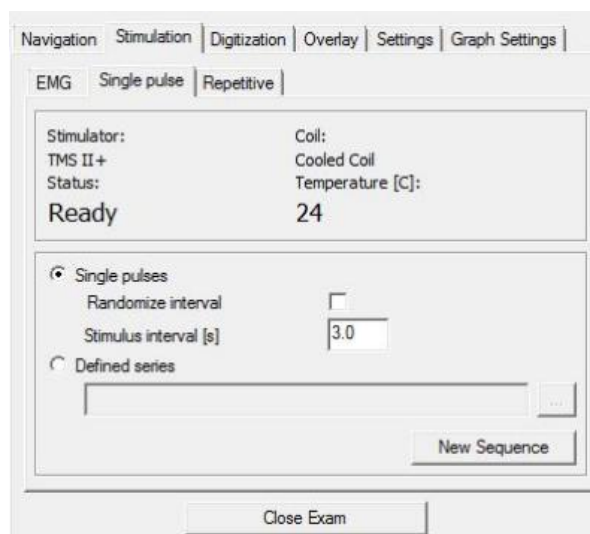 Navigation Stimulation Digitization Overlay Settings Graph Settings
EMG Single pulse Repetitive
Stimulator: Coil:
TMS II+ Cooled Coil
Status: Temperature [C]:
Ready 24
Single pulses
Randomize interval
Stimulus interval [s] 3.0
Defined series
...
New Sequence
Close Exam